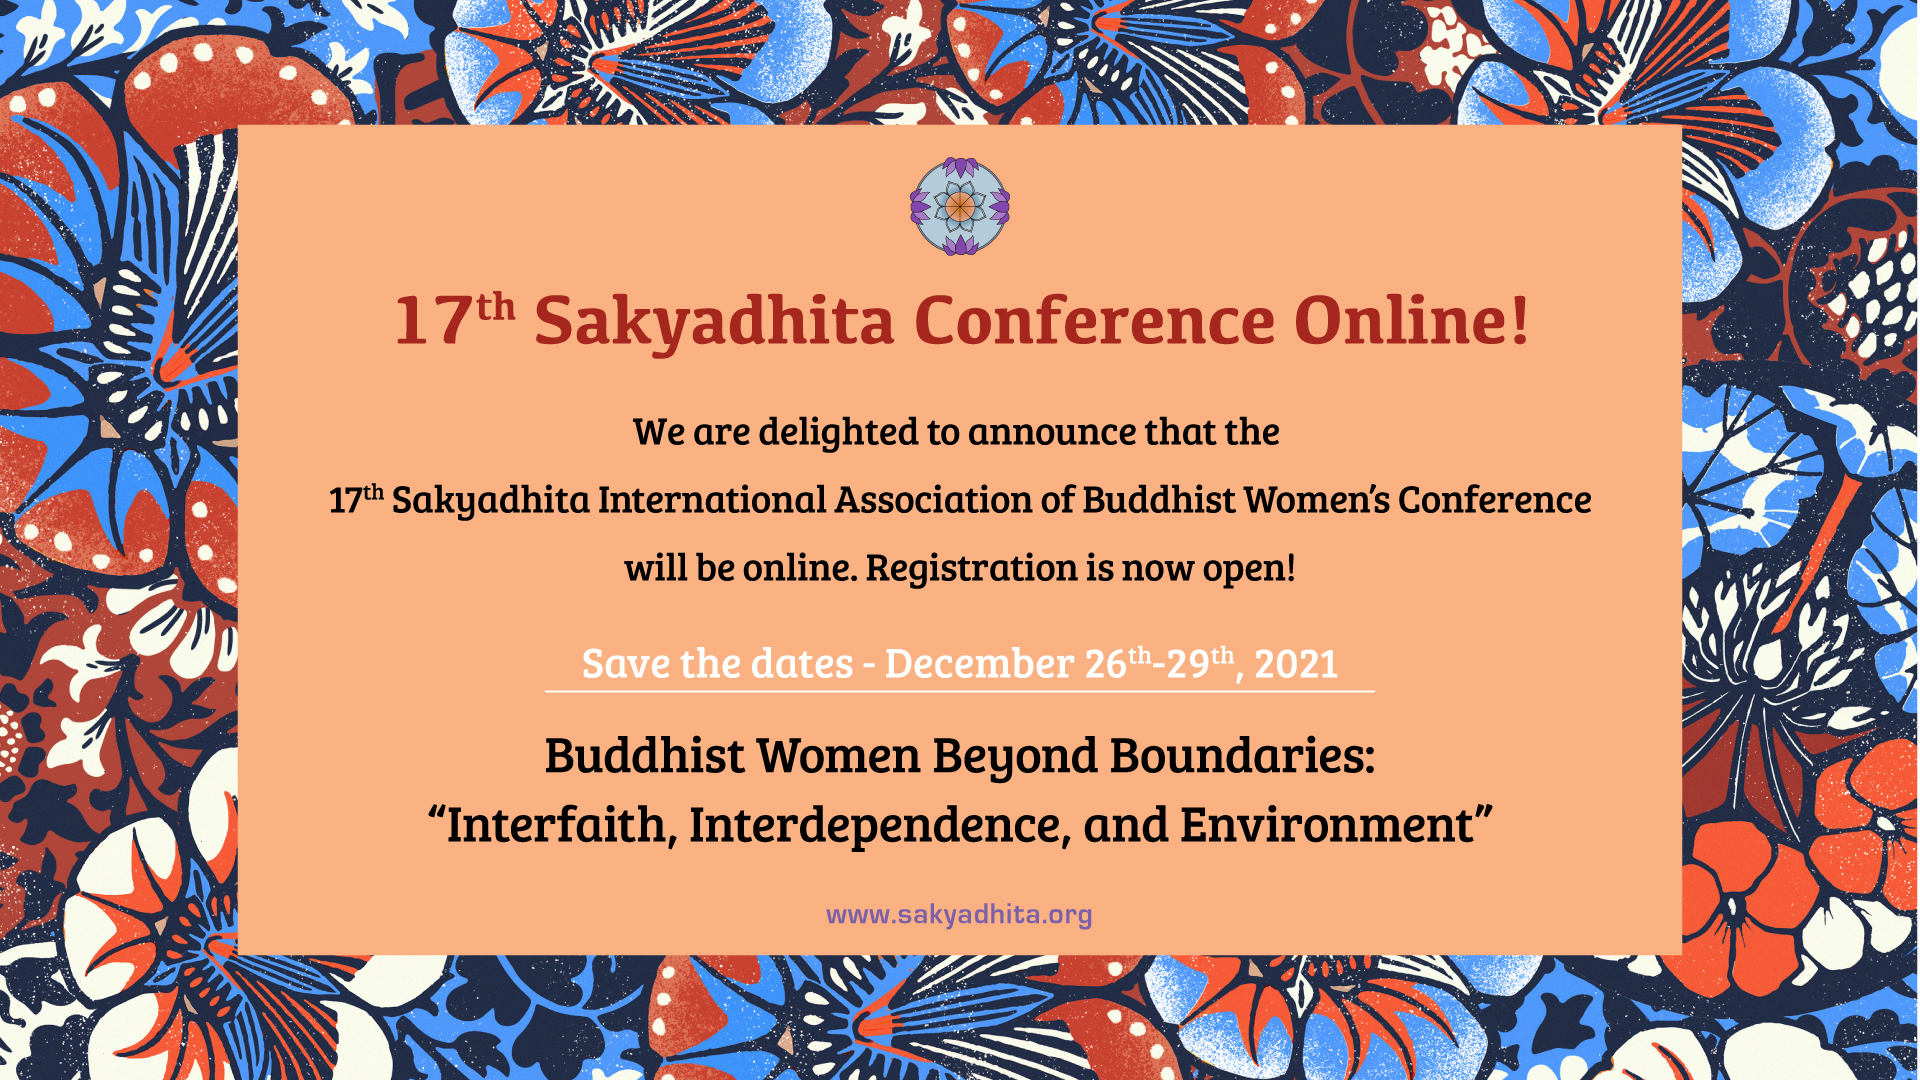 17th Sakyadhita Conference Online!
We are delighted to announce that the
17th Sakyadhita International Association of Buddhist Women’s Conference
will be online. Registration is now open!
Save the dates - December 26th-29th, 2021
Buddhist Women Beyond Boundaries:
“Interfaith, Interdependence, and Environment”
www.sakyadhita.org